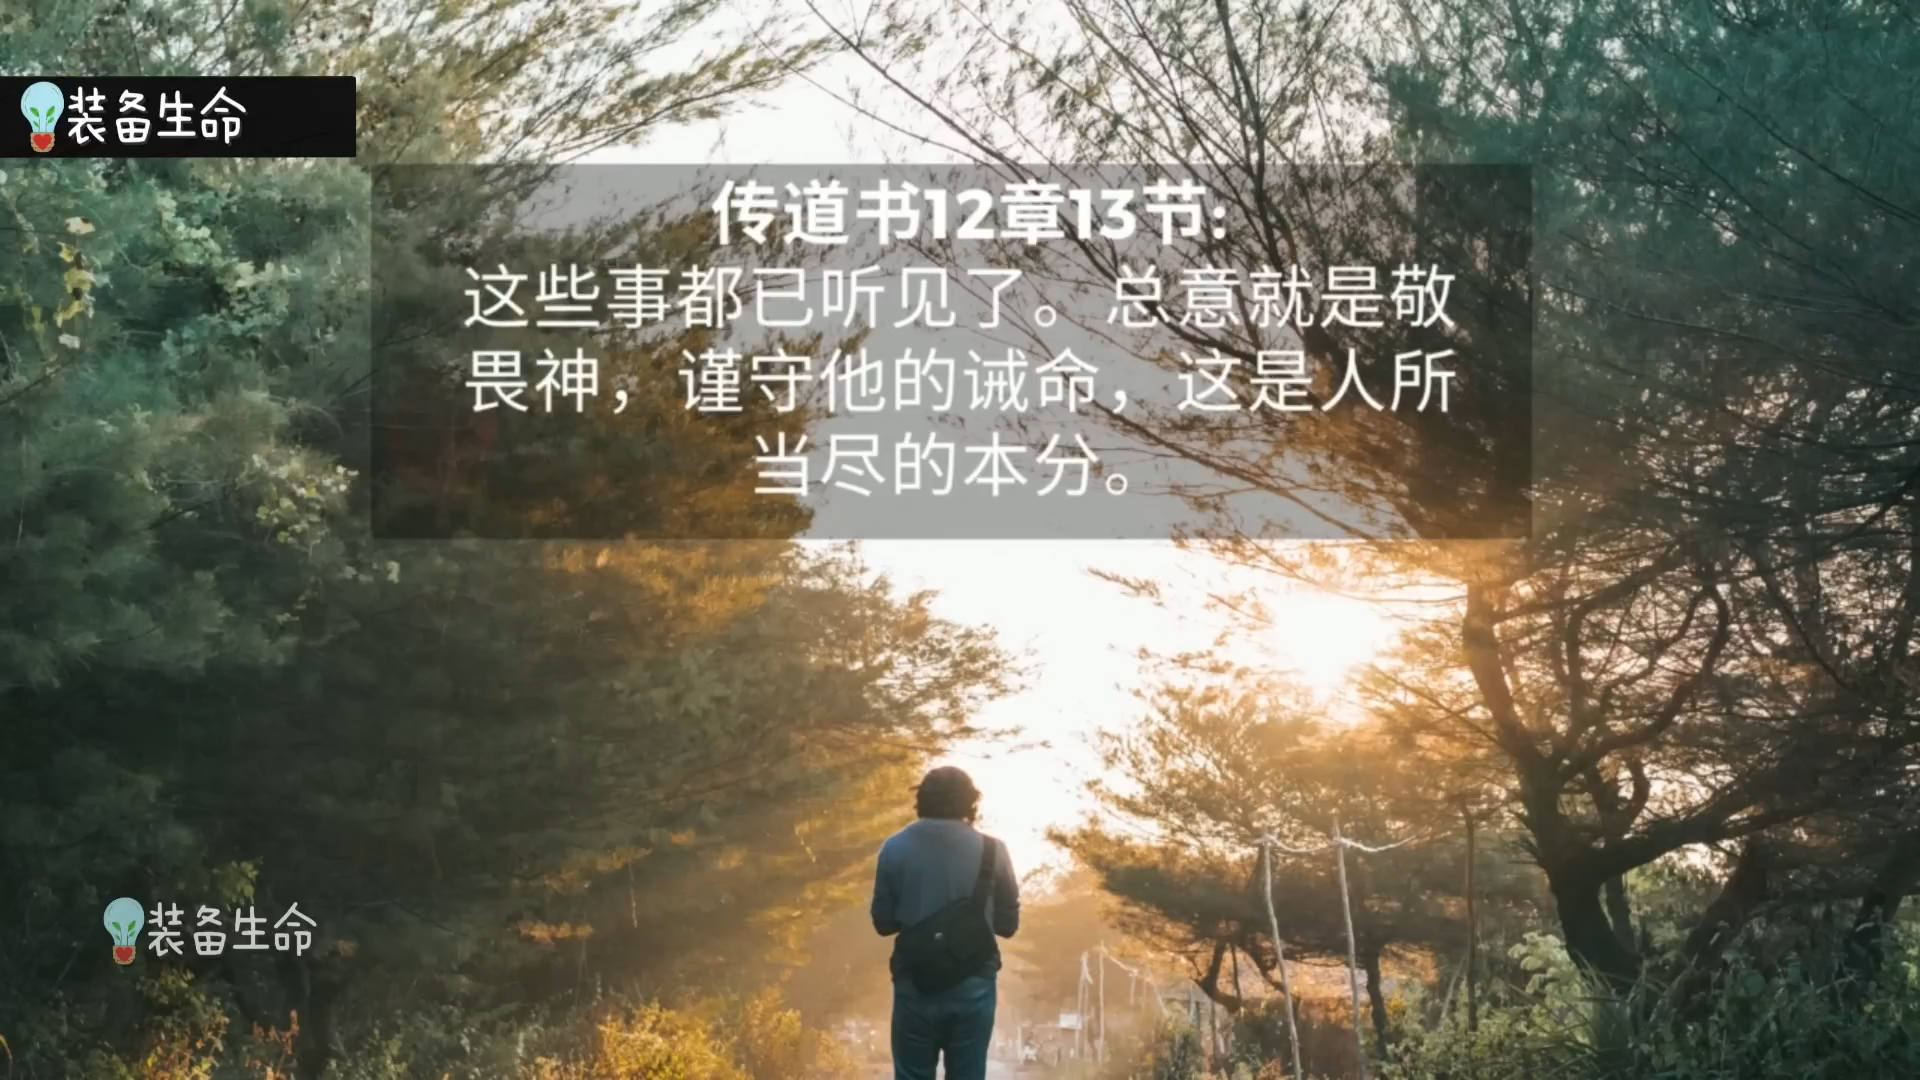 装备生命
传道书12章13节:
这些事都已听见了。总意就是敬
畏神，谨守他的诫命，这是人所
当尽的本分。
装备生命